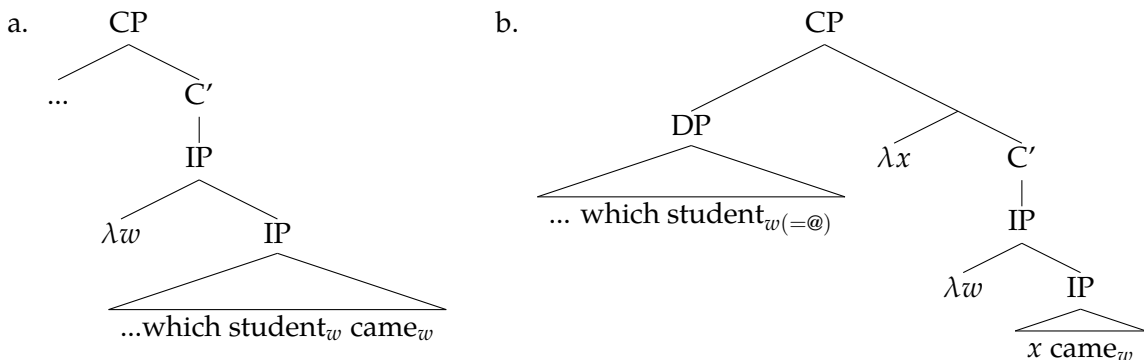 a. CP b. CP
... C′ DP
IP λx C′
λw IP ... which student_w(=@) IP
...which student_w came_w λw IP
x came_w